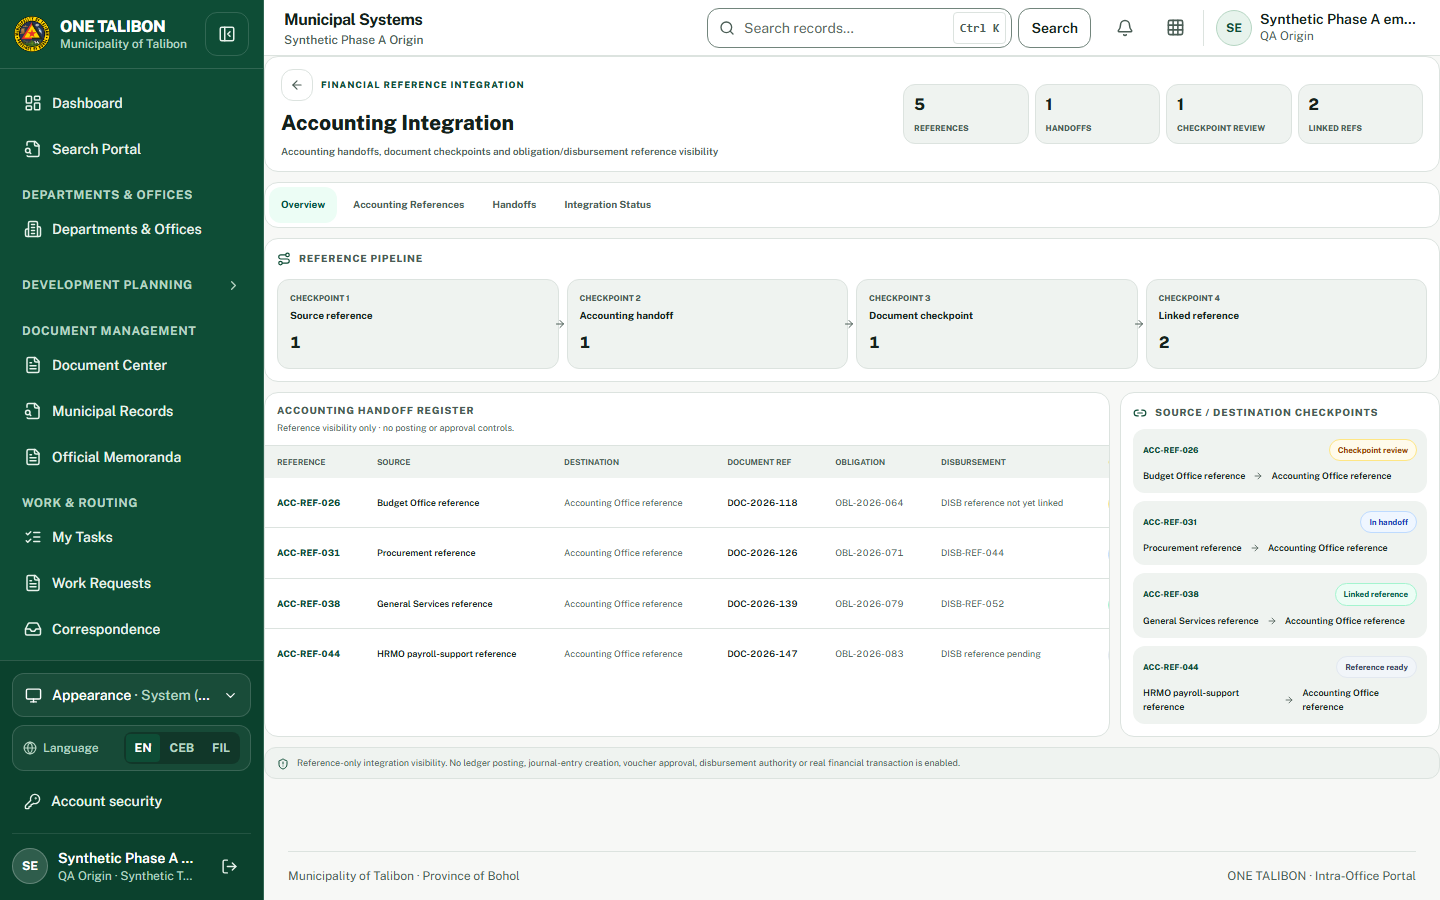 ONE TALIBON
Municipality of Talibon
Dashboard
Search Portal
DEPARTMENTS & OFFICES
Departments & Offices
DEVELOPMENT PLANNING
DOCUMENT MANAGEMENT
Document Center
Municipal Records
Official Memoranda
WORK & ROUTING
My Tasks
Work Requests
Correspondence
Appearance · System (...
Language EN CEB FIL
Account security
SE Synthetic Phase A ...
QA Origin · Synthetic T...
Municipal Systems
Synthetic Phase A Origin
Search records... Ctrl K Search
SE Synthetic Phase A em...
QA Origin
FINANCIAL REFERENCE INTEGRATION
Accounting Integration
Accounting handoffs, document checkpoints and obligation/disbursement reference visibility
5 1 1 2
REFERENCES HANDOFFS CHECKPOINT REVIEW LINKED REFS
Overview Accounting References Handoffs Integration Status
REFERENCE PIPELINE
CHECKPOINT 1 CHECKPOINT 2 CHECKPOINT 3 CHECKPOINT 4
Source reference Accounting handoff Document checkpoint Linked reference
1 1 1 2
ACCOUNTING HANDOFF REGISTER
Reference visibility only · no posting or approval controls.
REFERENCE SOURCE DESTINATION DOCUMENT REF OBLIGATION DISBURSEMENT
ACC-REF-026 Budget Office reference Accounting Office reference DOC-2026-118 OBL-2026-064 DISB reference not yet linked
ACC-REF-031 Procurement reference Accounting Office reference DOC-2026-126 OBL-2026-071 DISB-REF-044
ACC-REF-038 General Services reference Accounting Office reference DOC-2026-139 OBL-2026-079 DISB-REF-052
ACC-REF-044 HRMO payroll-support reference Accounting Office reference DOC-2026-147 OBL-2026-083 DISB reference pending
SOURCE / DESTINATION CHECKPOINTS
ACC-REF-026 Checkpoint review
Budget Office reference → Accounting Office reference
ACC-REF-031 In handoff
Procurement reference → Accounting Office reference
ACC-REF-038 Linked reference
General Services reference → Accounting Office reference
ACC-REF-044 Reference ready
HRMO payroll-support reference → Accounting Office reference
Reference-only integration visibility. No ledger posting, journal-entry creation, voucher approval, disbursement authority or real financial transaction is enabled.
Municipality of Talibon · Province of Bohol
ONE TALIBON · Intra-Office Portal